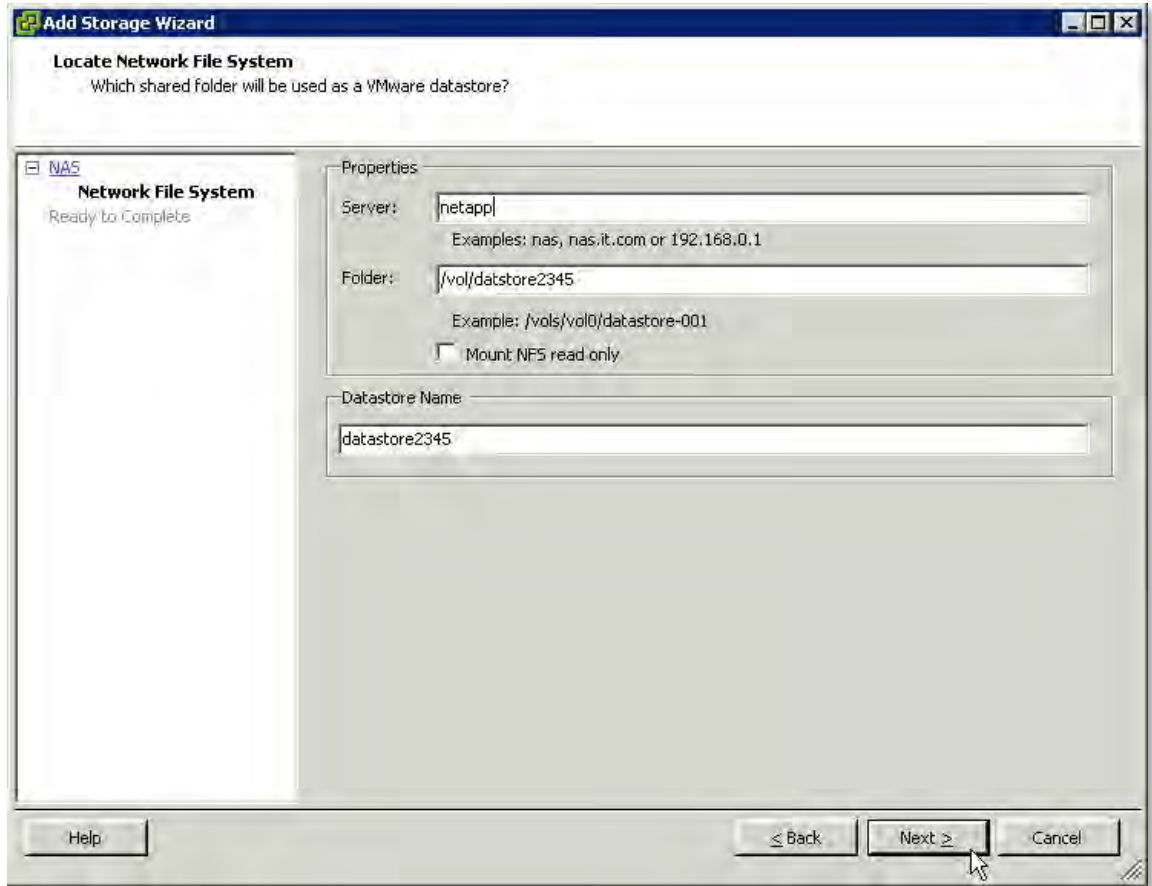 Add Storage Wizard
Locate Network File System
Which shared folder will be used as a VMware datastore?
NAS
Network File System
Ready to Complete
Properties
Server: netapp
Examples: nas, nas.it.com or 192.168.0.1
Folder: /vol/datstore2345
Example: /vols/vol0/datastore-001
Mount NFS read only
Datastore Name
datastore2345
Help
< Back
Next >
Cancel